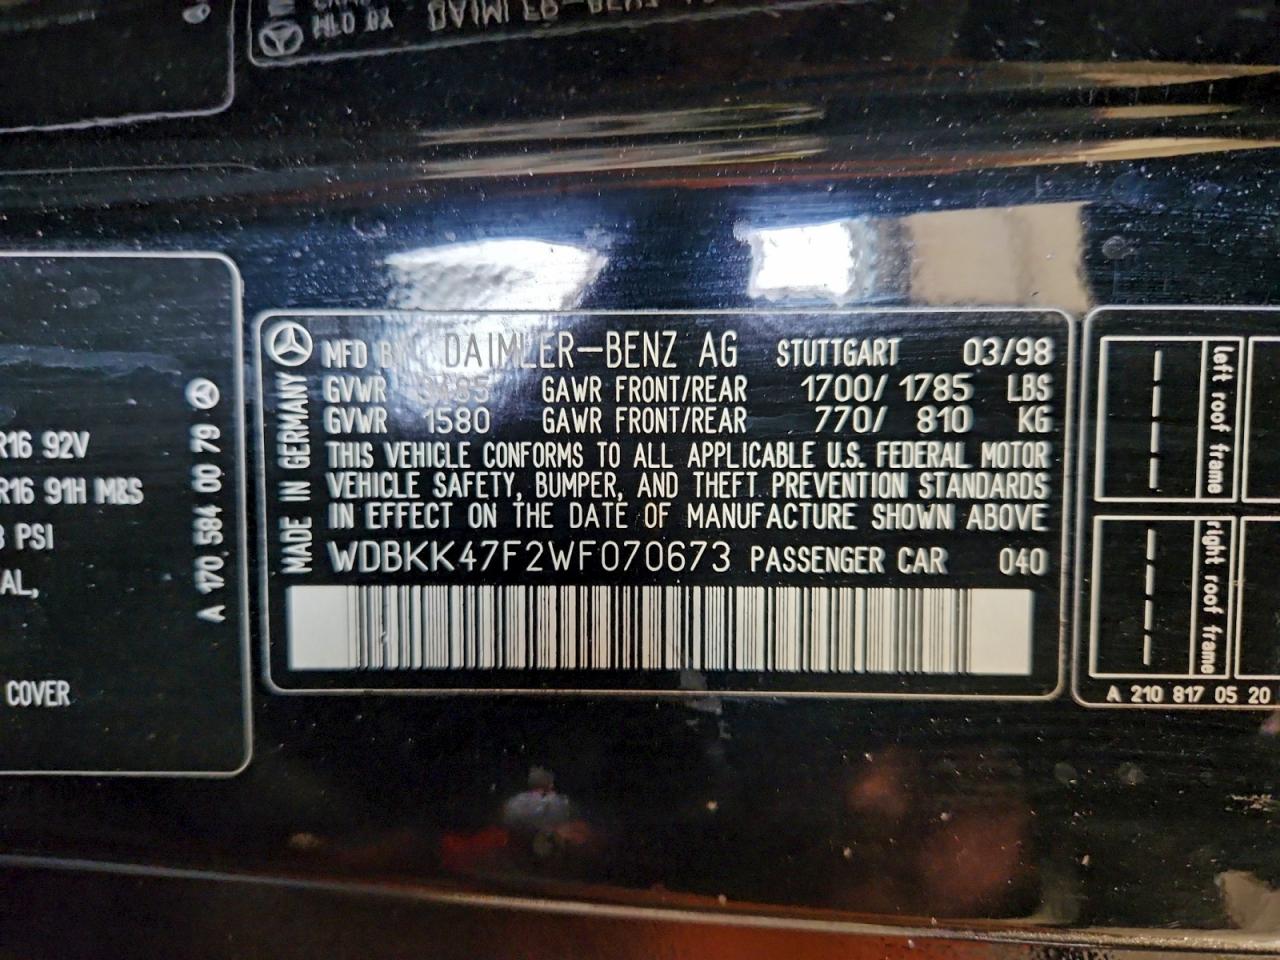 MFD BY DAIMLER-BENZ AG STUTTGART 03/98
GVWR 3485 GAWR FRONT/REAR 1700/ 1785 LBS
GVWR 1580 GAWR FRONT/REAR 770/ 810 KG
THIS VEHICLE CONFORMS TO ALL APPLICABLE U.S. FEDERAL MOTOR
VEHICLE SAFETY, BUMPER, AND THEFT PREVENTION STANDARDS
IN EFFECT ON THE DATE OF MANUFACTURE SHOWN ABOVE
WDBKK47F2WF070673 PASSENGER CAR 040
MADE IN GERMANY
R16 92V
R16 91H M&S
PSI
AL,
COVER
A 170 584 00 79
left roof frame
right roof frame
A 210 817 05 20